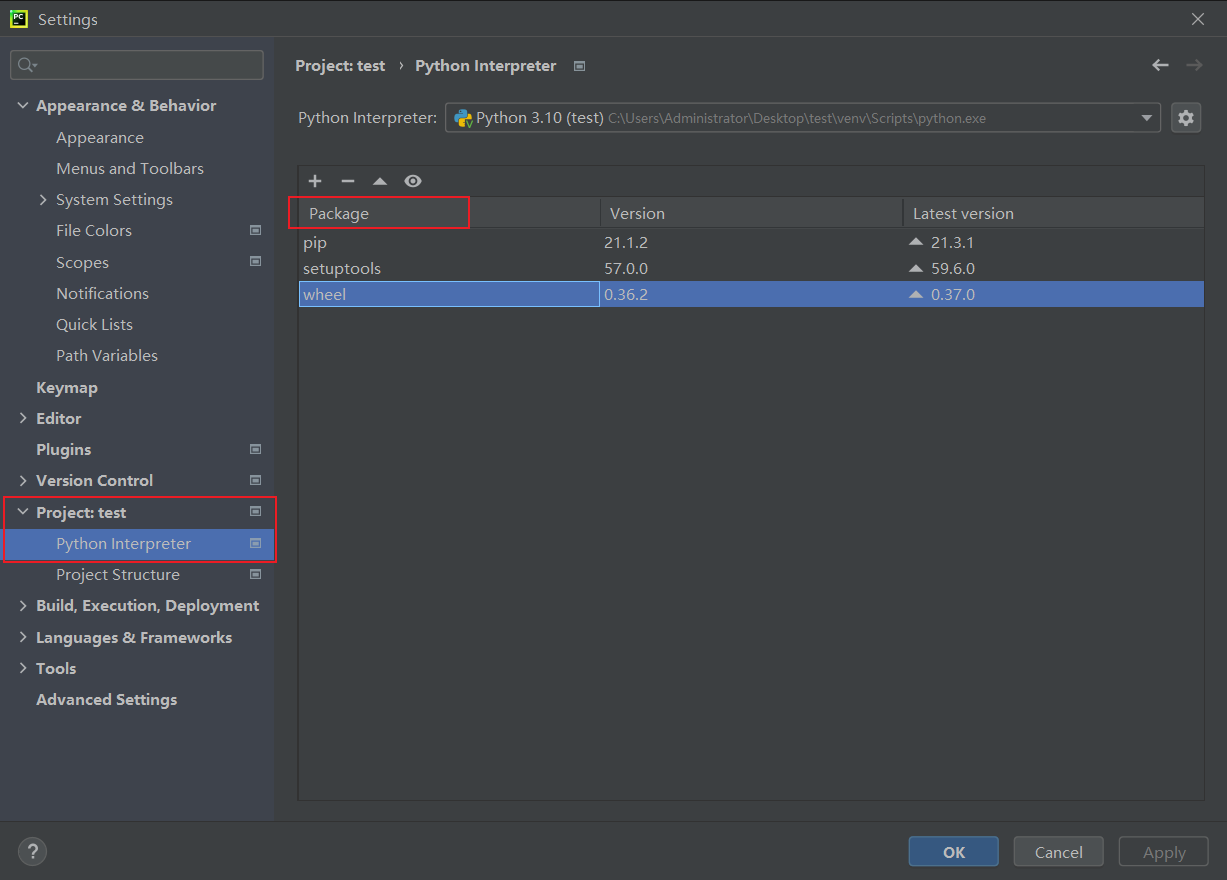 PC Settings
Appearance & Behavior
Appearance
Menus and Toolbars
System Settings
File Colors
Scopes
Notifications
Quick Lists
Path Variables
Keymap
Editor
Plugins
Version Control
Project: test
Python Interpreter
Project Structure
Build, Execution, Deployment
Languages & Frameworks
Tools
Advanced Settings
Project: test › Python Interpreter
Python Interpreter: Python 3.10 (test) C:\Users\Administrator\Desktop\test\venv\Scripts\python.exe
Package Version Latest version
pip 21.1.2 21.3.1
setuptools 57.0.0 59.6.0
wheel 0.36.2 0.37.0
? OK Cancel Apply